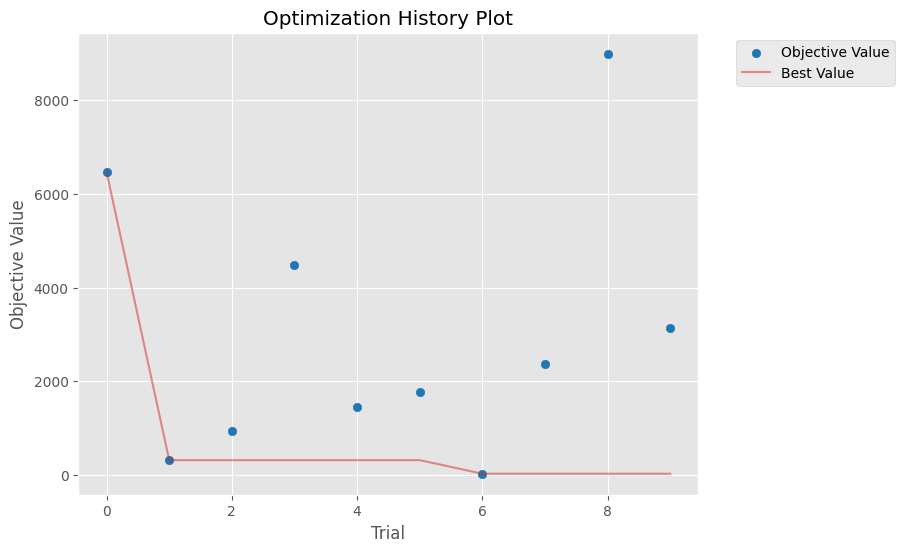 Optimization History Plot
Objective Value
Best Value
Objective Value
8000
6000
4000
2000
0
0 2 4 6 8
Trial